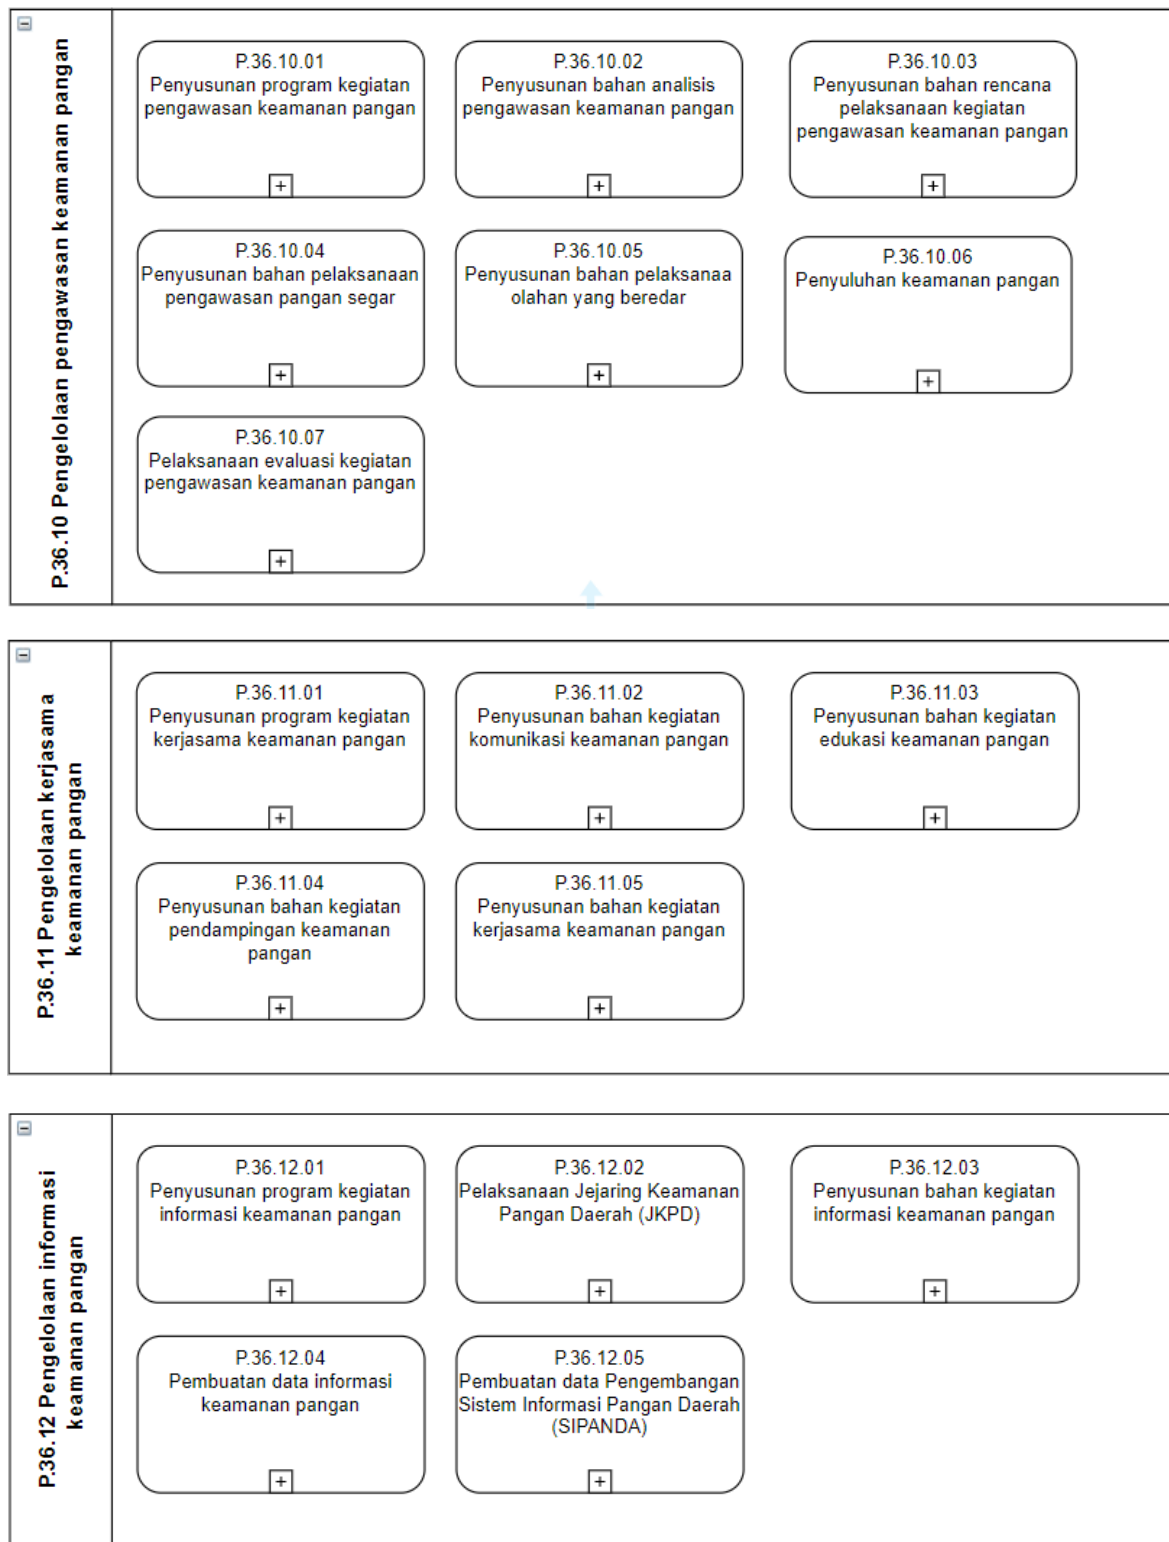 P.36.10 Pengelolaan pengawasan keamanan pangan
P.36.10.01
Penyusunan program kegiatan
pengawasan keamanan pangan
P.36.10.02
Penyusunan bahan analisis
pengawasan keamanan pangan
P.36.10.03
Penyusunan bahan rencana
pelaksanaan kegiatan
pengawasan keamanan pangan
P.36.10.04
Penyusunan bahan pelaksanaan
pengawasan pangan segar
P.36.10.05
Penyusunan bahan pelaksanaa
olahan yang beredar
P.36.10.06
Penyuluhan keamanan pangan
P.36.10.07
Pelaksanaan evaluasi kegiatan
pengawasan keamanan pangan
P.36.11 Pengelolaan kerjasama
keamanan pangan
P.36.11.01
Penyusunan program kegiatan
kerjasama keamanan pangan
P.36.11.02
Penyusunan bahan kegiatan
komunikasi keamanan pangan
P.36.11.03
Penyusunan bahan kegiatan
edukasi keamanan pangan
P.36.11.04
Penyusunan bahan kegiatan
pendampingan keamanan
pangan
P.36.11.05
Penyusunan bahan kegiatan
kerjasama keamanan pangan
P.36.12 Pengelolaan informasi
keamanan pangan
P.36.12.01
Penyusunan program kegiatan
informasi keamanan pangan
P.36.12.02
Pelaksanaan Jejaring Keamanan
Pangan Daerah (JKPD)
P.36.12.03
Penyusunan bahan kegiatan
informasi keamanan pangan
P.36.12.04
Pembuatan data informasi
keamanan pangan
P.36.12.05
Pembuatan data Pengembangan
Sistem Informasi Pangan Daerah
(SIPANDA)